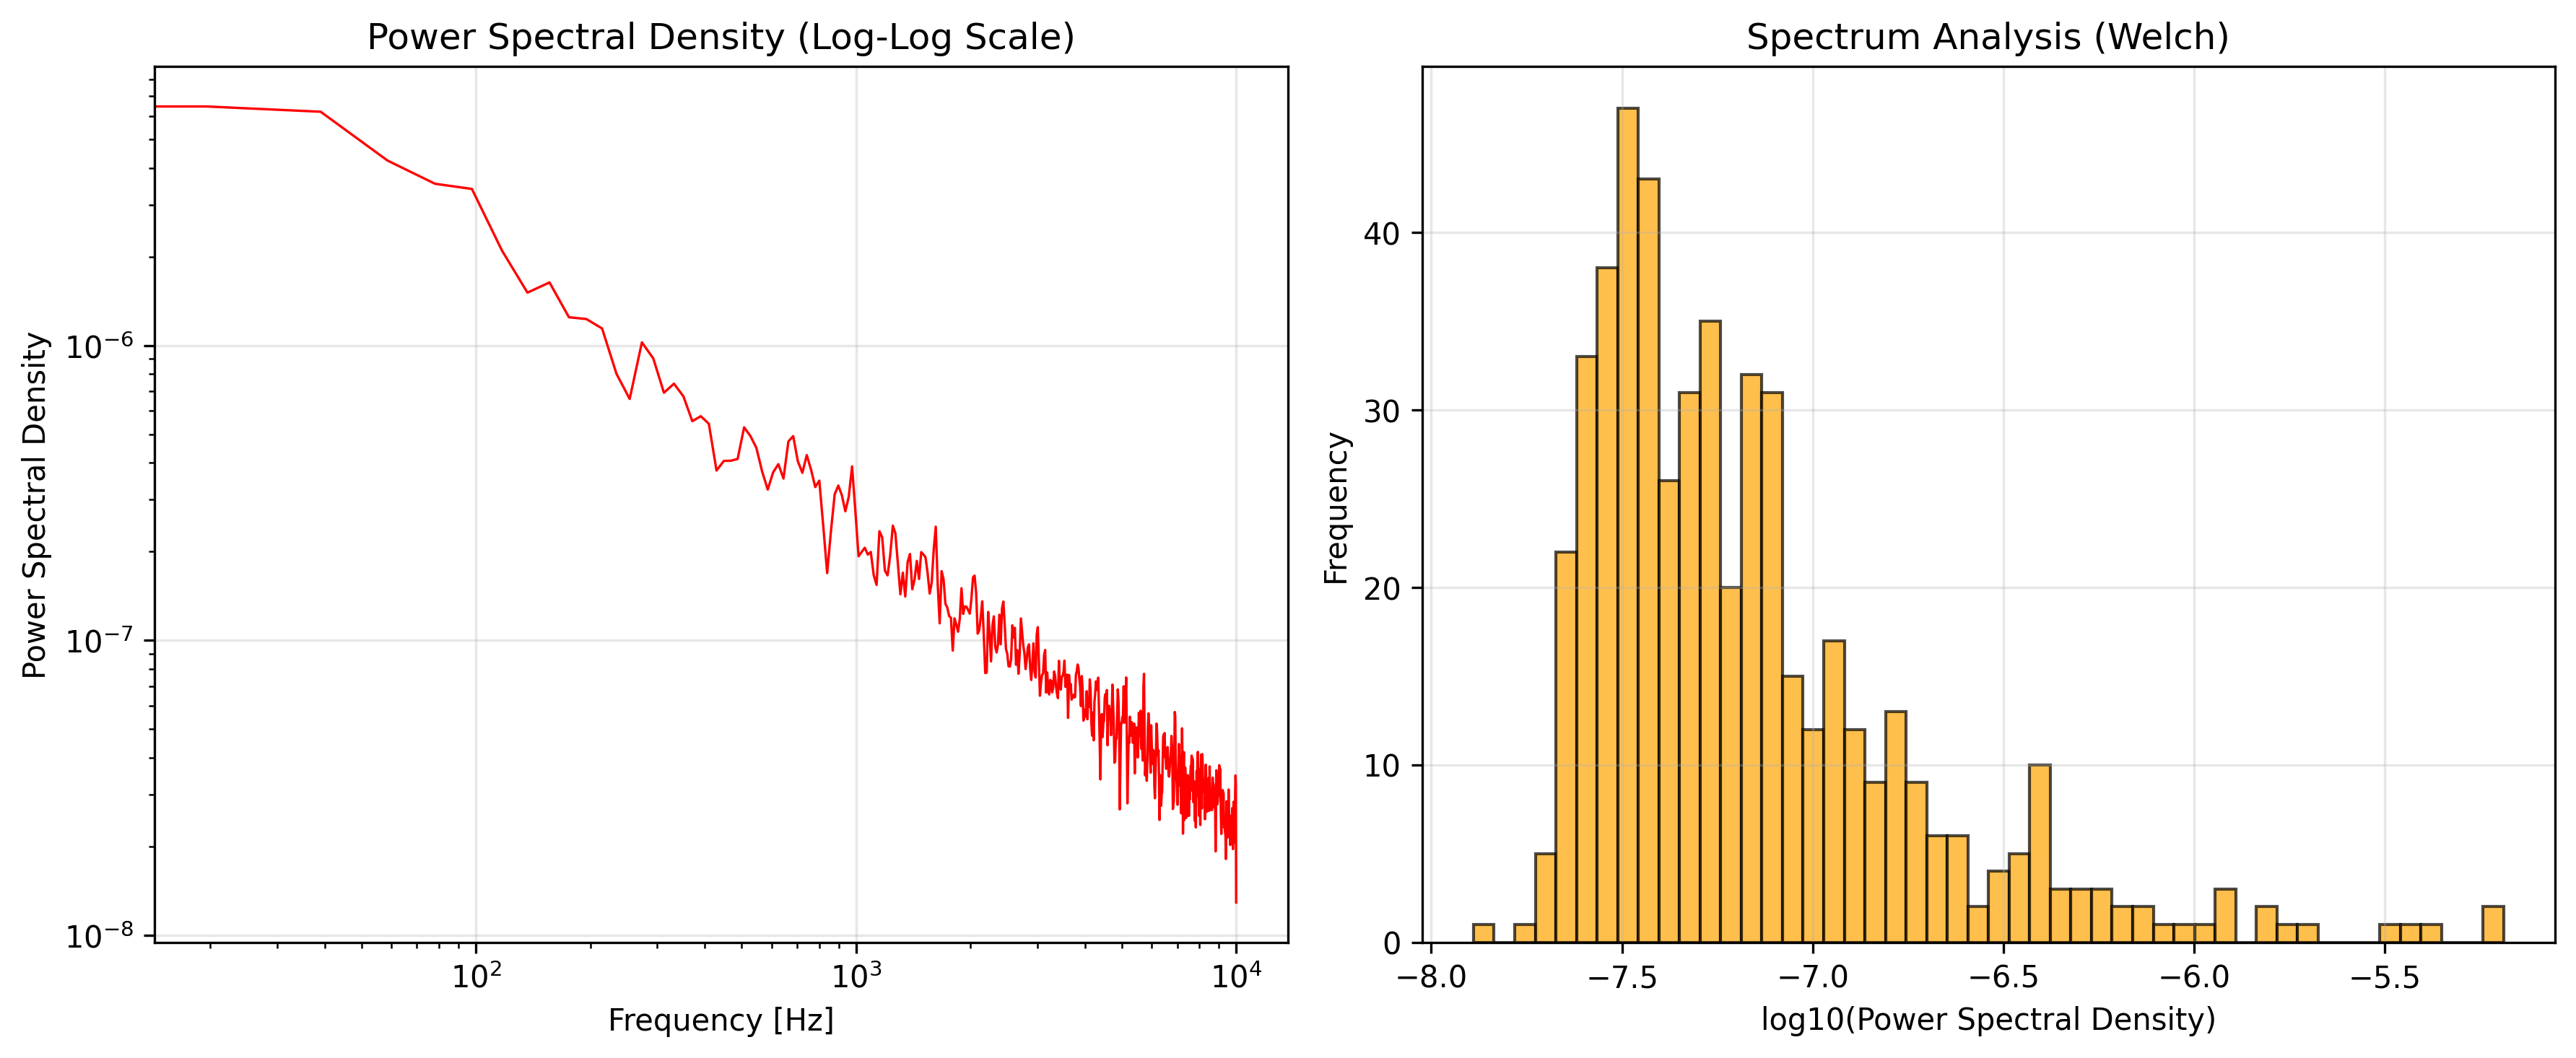 Power Spectral Density (Log-Log Scale)
Power Spectral Density
10⁻⁶
10⁻⁷
10⁻⁸
10² 10³ 10⁴
Frequency [Hz]
Spectrum Analysis (Welch)
Frequency
40
30
20
10
0
−8.0 −7.5 −7.0 −6.5 −6.0 −5.5
log10(Power Spectral Density)